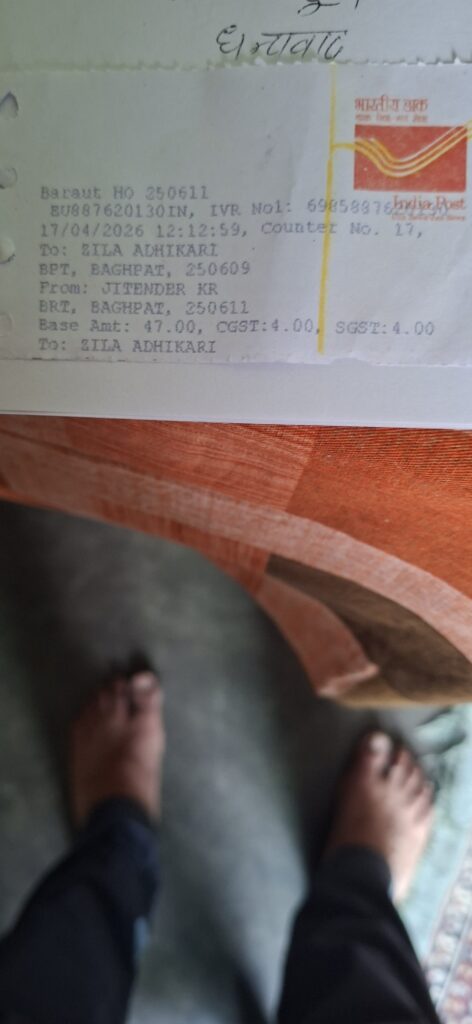 धन्यवाद
भारतीय डाक
India Post
Baraut HO 250611
EU887620130IN, IVR No1:
17/04/2026 12:12:59, Counter No. 17,
To: ZILA ADHIKARI
BPT, BAGHPAT, 250609
From: JITENDER KR
BRT, BAGHPAT, 250611
Base Amt: 47.00, CGST:4.00, SGST:4.00
To: ZILA ADHIKARI